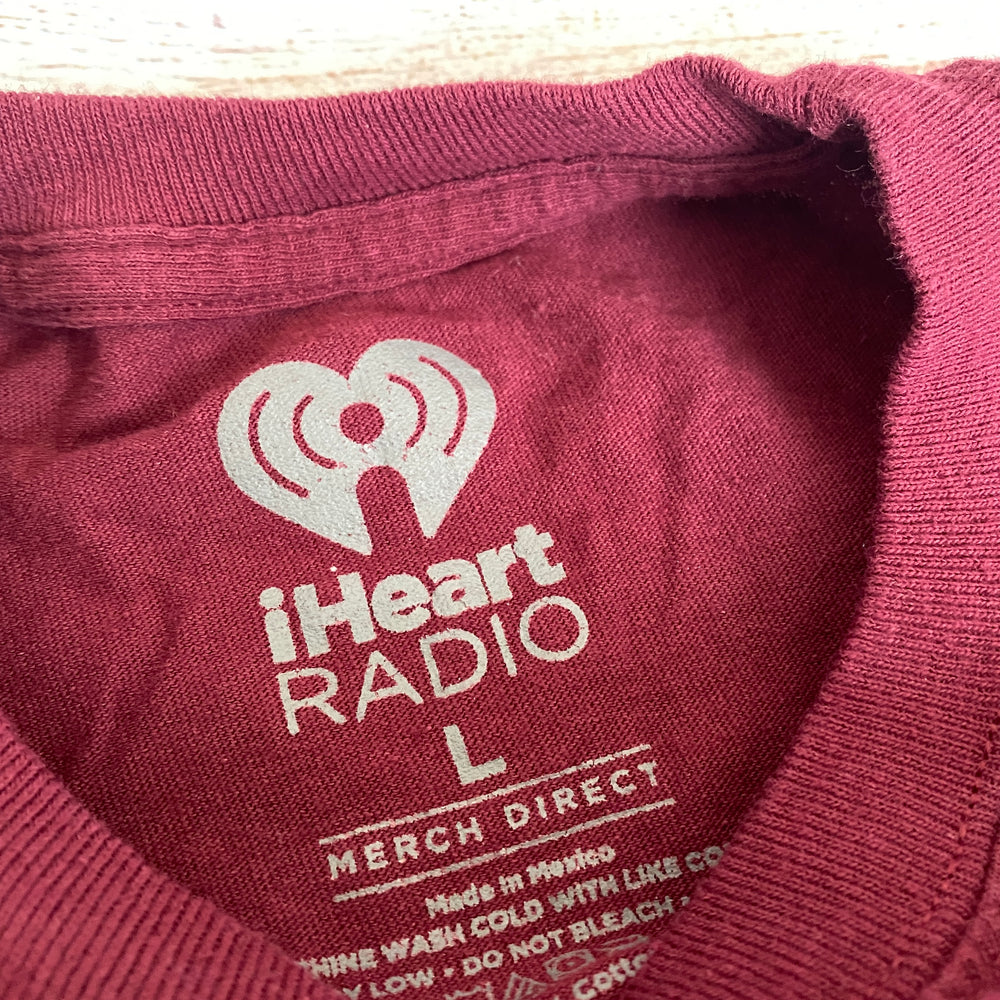 iHeart
RADIO
L
MERCH DIRECT
Made in Mexico
WASH COLD WITH LIKE
LOW • DO NOT BLEACH •